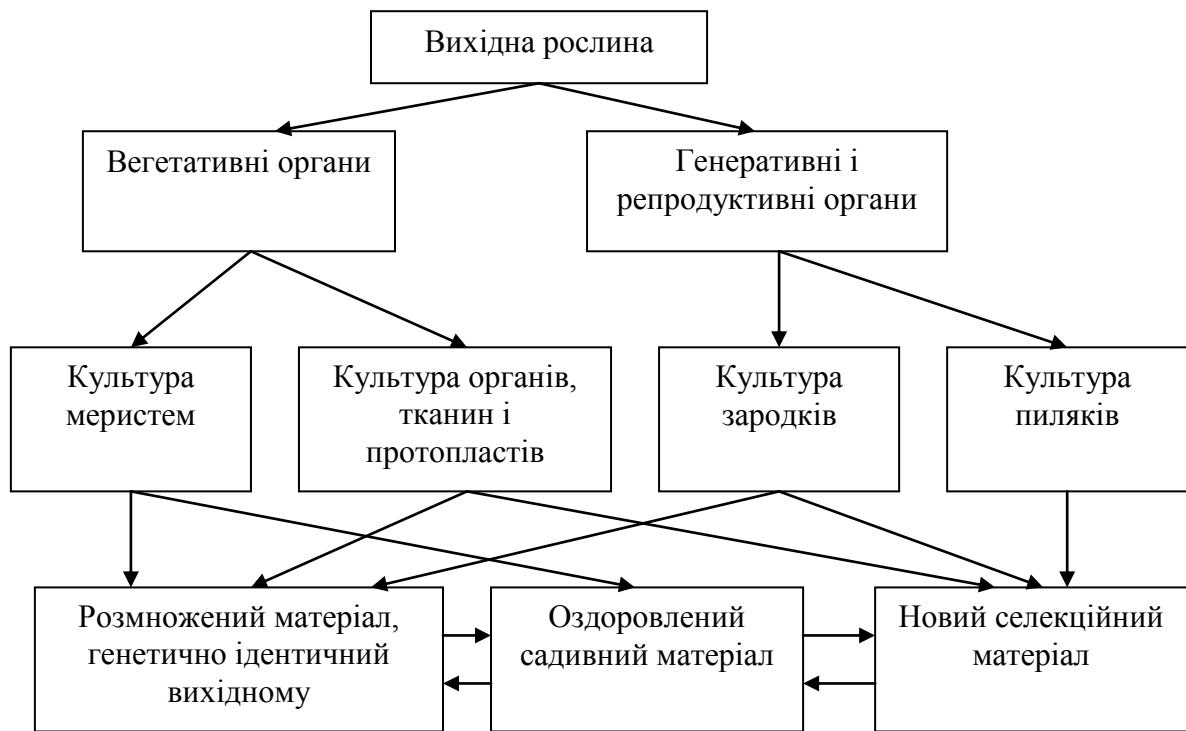 Вихідна рослина
Вегетативні органи
Генеративні і
репродуктивні органи
Культура
меристем
Культура органів,
тканин і
протопластів
Культура
зародків
Культура
пиляків
Розмножений матеріал,
генетично ідентичний
вихідному
Оздоровлений
садивний матеріал
Новий селекційний
матеріал